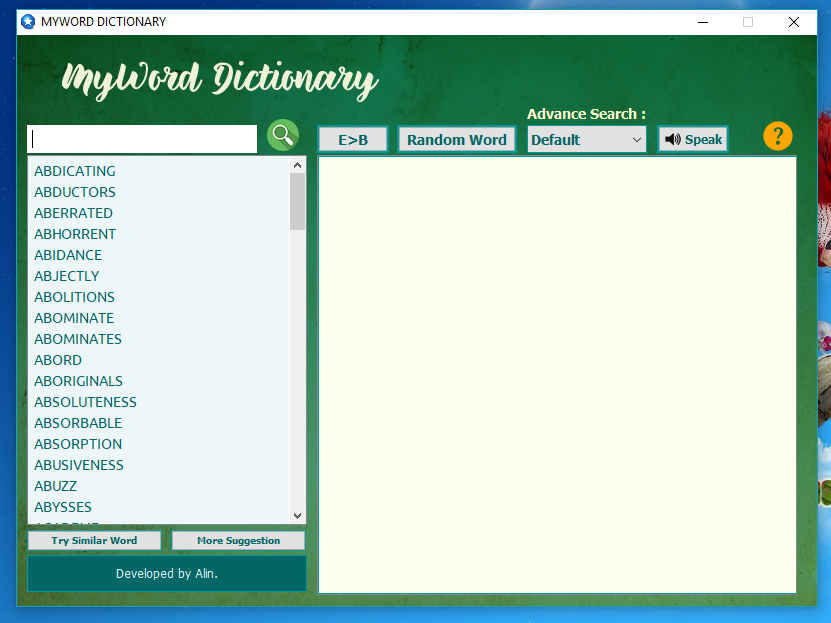 MYWORD DICTIONARY
MyWord Dictionary
Advance Search :
E>B
Random Word
Default
Speak
?
ABDICATING
ABDUCTORS
ABERRATED
ABHORRENT
ABIDANCE
ABJECTLY
ABOLITIONS
ABOMINATE
ABOMINATES
ABORD
ABORIGINALS
ABSOLUTENESS
ABSORBABLE
ABSORPTION
ABUSIVENESS
ABUZZ
ABYSSES
Try Similar Word
More Suggestion
Developed by Alin.